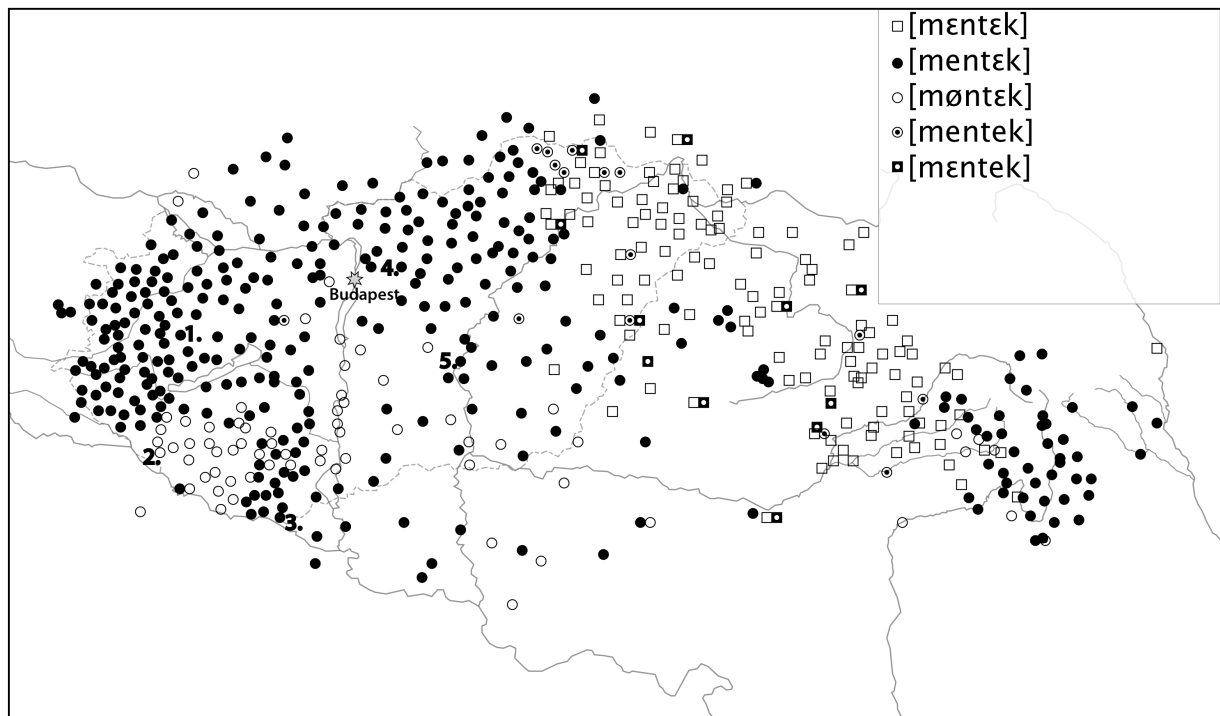 [mɛntɛk]
[mentɛk]
[møntɛk]
[mentek]
[mɛntek]
4.
Budapest
1.
5.
2.
3.